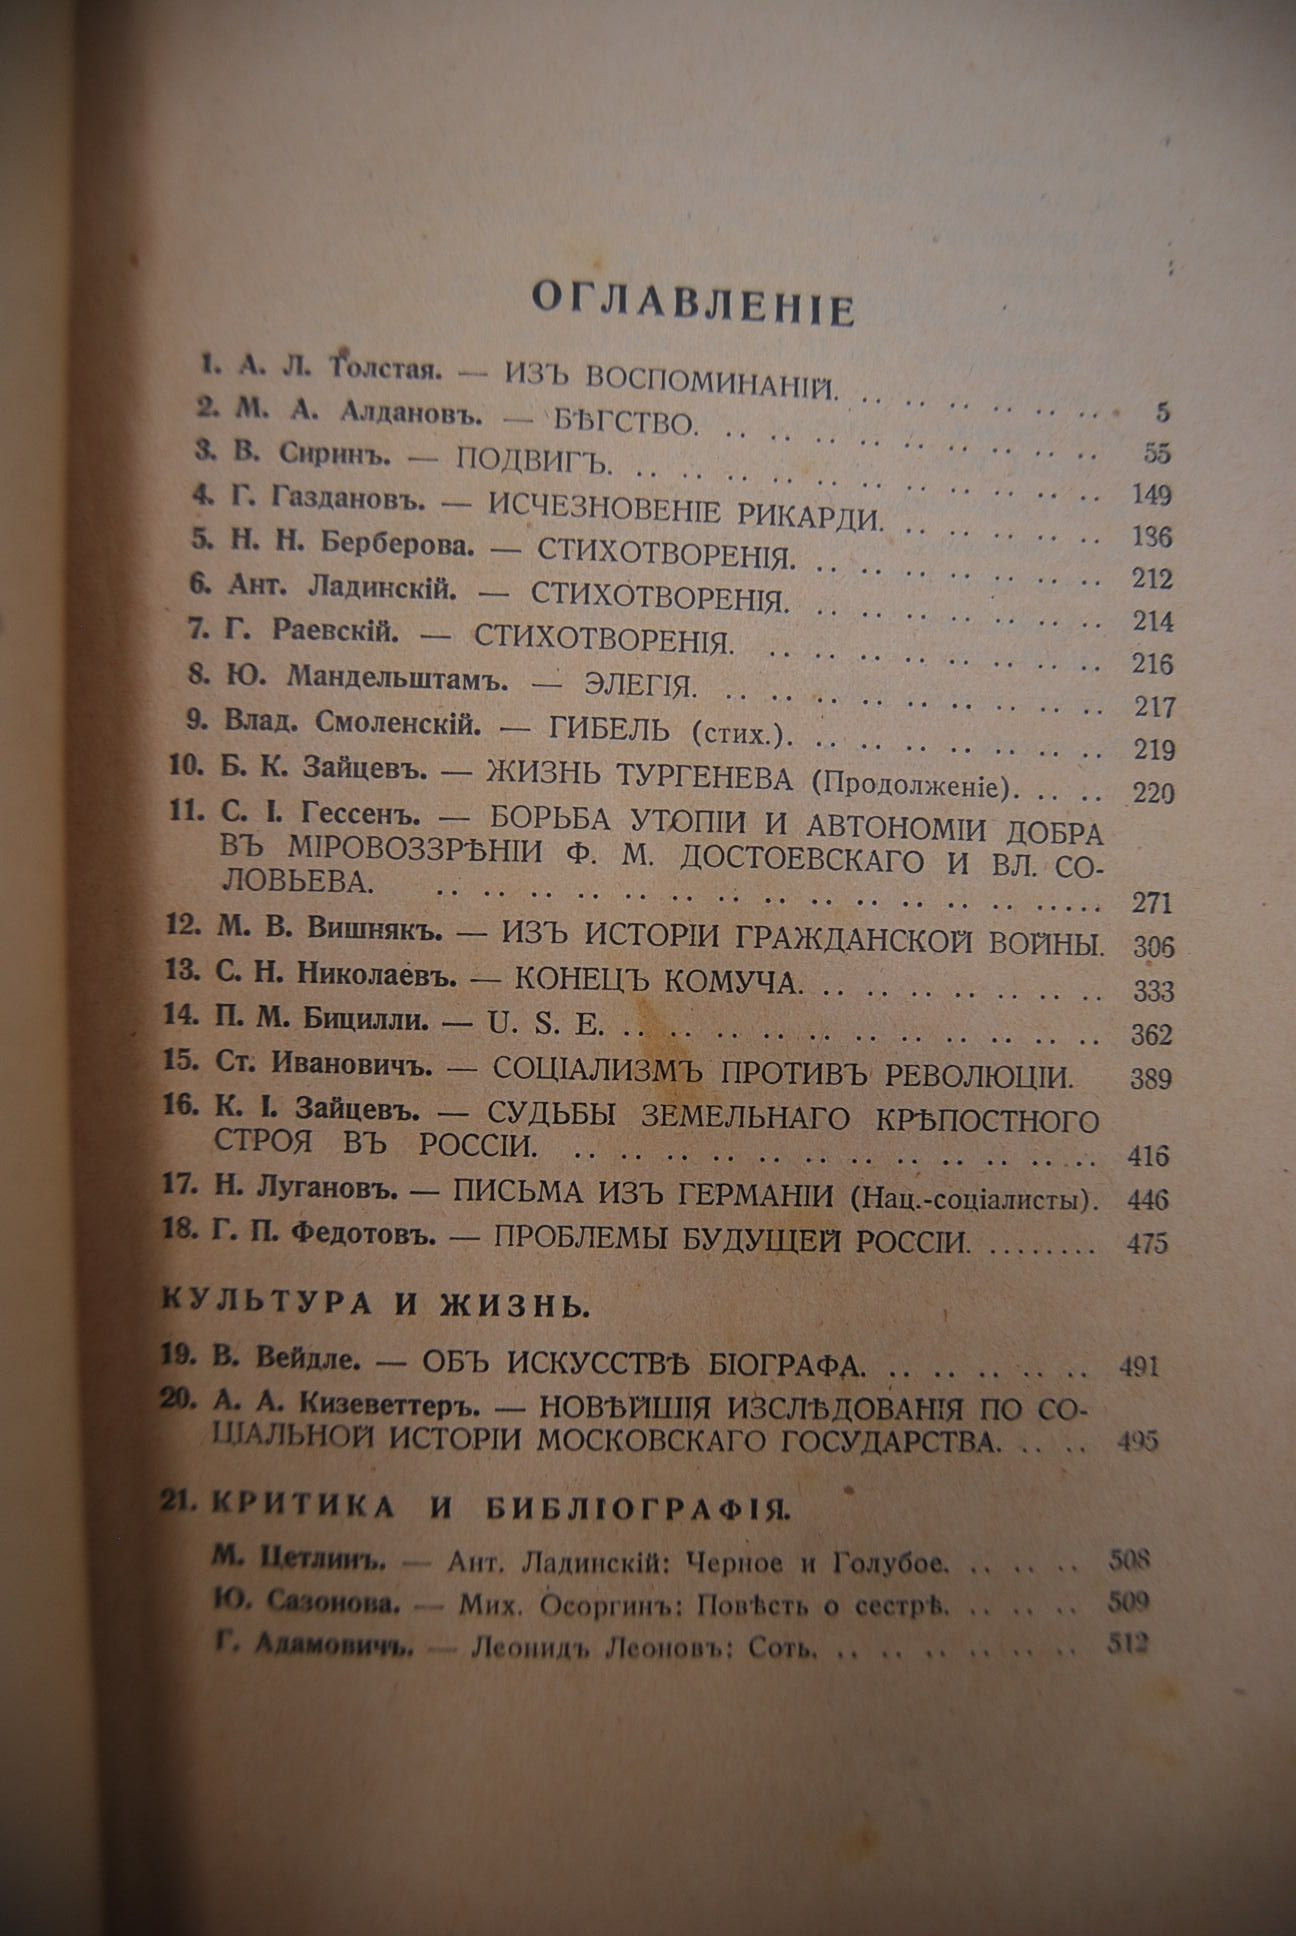 ОГЛАВЛЕНІЕ
1. А. Л. Толстая. — ИЗЪ ВОСПОМИНАНІЙ. . . . . . . . . . . . . 5
2. М. А. Алдановъ. — БѢГСТВО. . . . . . . . . . . . . . . . . . 55
3. В. Сиринъ. — ПОДВИГЪ. . . . . . . . . . . . . . . . . . . . . . 149
4. Г. Газдановъ. — ИСЧЕЗНОВЕНІЕ РИКАРДИ. . . . . . . . . . 136
5. Н. Н. Берберова. — СТИХОТВОРЕНІЯ. . . . . . . . . . . . . . 212
6. Ант. Ладинскій. — СТИХОТВОРЕНІЯ. . . . . . . . . . . . . . 214
7. Г. Раевскій. — СТИХОТВОРЕНІЯ. . . . . . . . . . . . . . . . 216
8. Ю. Мандельштамъ. — ЭЛЕГІЯ. . . . . . . . . . . . . . . . . . 217
9. Влад. Смоленскій. — ГИБЕЛЬ (стих.). . . . . . . . . . . . . . 219
10. Б. К. Зайцевъ. — ЖИЗНЬ ТУРГЕНЕВА (Продолженіе). . . . . 220
11. С. І. Гессенъ. — БОРЬБА УТОПІИ И АВТОНОМІИ ДОБРА
ВЪ МІРОВОЗЗРѢНІИ Ф. М. ДОСТОЕВСКАГО И ВЛ. СО-
ЛОВЬЕВА. . . . . . . . . . . . . . . . . . . . . . . . . . . . . . . 271
12. М. В. Вишнякъ. — ИЗЪ ИСТОРІИ ГРАЖДАНСКОЙ ВОЙНЫ. 306
13. С. Н. Николаевъ. — КОНЕЦЪ КОМУЧА. . . . . . . . . . . . . . 333
14. П. М. Бицилли. — U. S. E. . . . . . . . . . . . . . . . . . . . . . 362
15. Ст. Ивановичъ. — СОЦІАЛИЗМЪ ПРОТИВЪ РЕВОЛЮЦІИ. 389
16. К. І. Зайцевъ. — СУДЬБЫ ЗЕМЕЛЬНАГО КРѢПОСТНОГО
СТРОЯ ВЪ РОССІИ. . . . . . . . . . . . . . . . . . . . . . . . . 416
17. Н. Лугановъ. — ПИСЬМА ИЗЪ ГЕРМАНІИ (Нац.-соціалисты). 446
18. Г. П. Федотовъ. — ПРОБЛЕМЫ БУДУЩЕЙ РОССІИ. . . . . . . . . 475
КУЛЬТУРА И ЖИЗНЬ.
19. В. Вейдле. — ОБЪ ИСКУССТВѢ БІОГРАФА. . . . . . . . . . . 491
20. А. А. Кизеветтеръ. — НОВѢЙШІЯ ИЗСЛѢДОВАНІЯ ПО СО-
ЦІАЛЬНОЙ ИСТОРІИ МОСКОВСКАГО ГОСУДАРСТВА. . . . . 495
21. КРИТИКА И БИБЛІОГРАФІЯ.
М. Цетлинъ. — Ант. Ладинскій: Черное и Голубое. . . . . . . 508
Ю. Сазонова. — Мих. Осоргинъ: Повѣсть о сестрѣ. . . . . . . 509
Г. Адамовичъ. — Леонидъ Леоновъ: Соть. . . . . . . . . . . . . 512